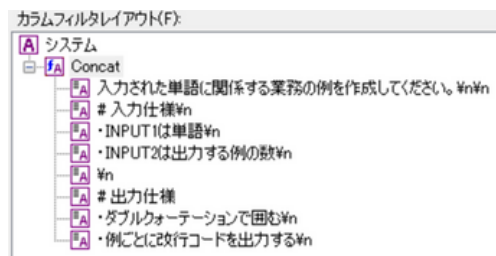 カラムフィルタレイアウト(F):
システム
Concat
入力された単語に関係する業務の例を作成してください。¥n¥n
# 入力仕様¥n
・INPUT1は単語¥n
・INPUT2は出力する例の数¥n
¥n
# 出力仕様
・ダブルクォーテーションで囲む¥n
・例ごとに改行コードを出力する¥n